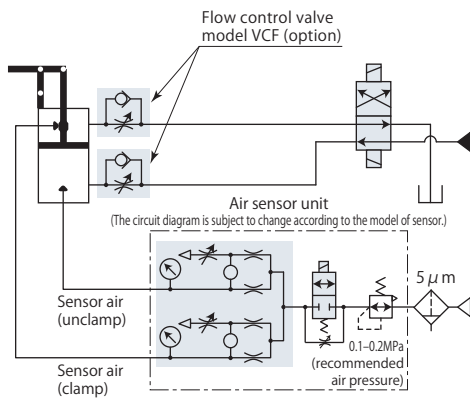 Flow control valve
model VCF (option)
Air sensor unit
(The circuit diagram is subject to change according to the model of sensor.)
5 μm
Sensor air
(unclamp)
0.1–0.2MPa
(recommended
air pressure)
Sensor air
(clamp)